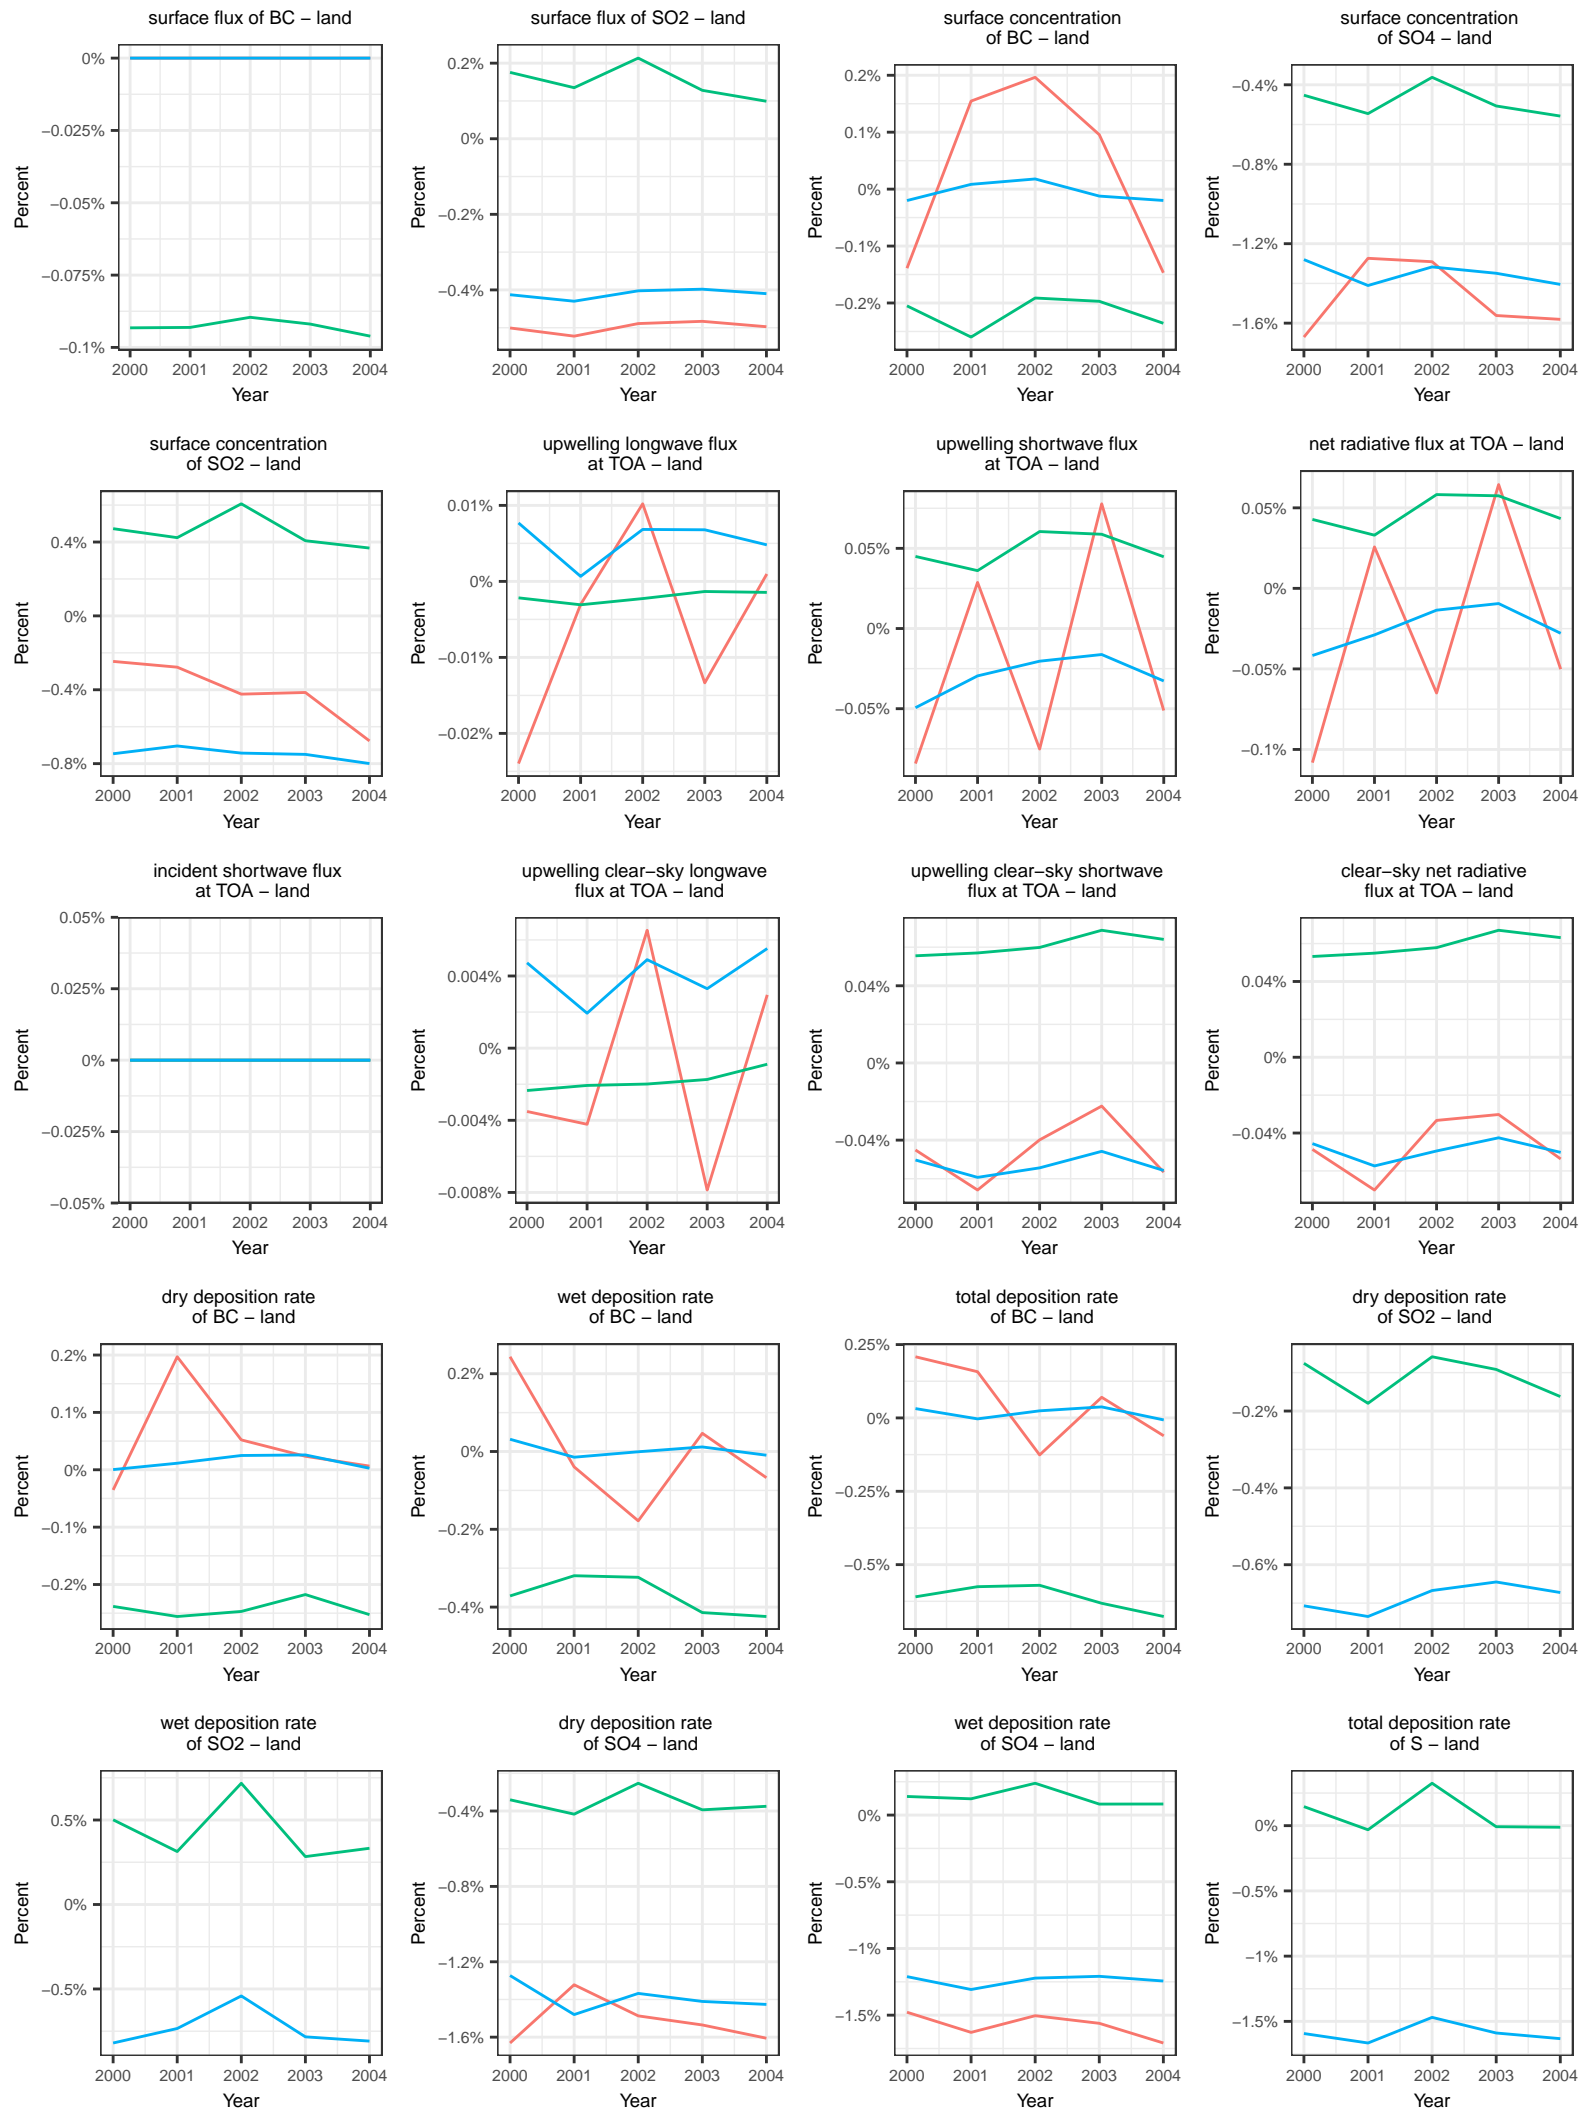 surface flux of BC − land
surface flux of SO2 − land
surface concentration
of BC − land
surface concentration
of SO4 − land
0%
−0.025%
−0.05%
−0.075%
−0.1%
Percent
2000 2001 2002 2003 2004
Year
0.2%
0%
−0.2%
−0.4%
Percent
2000 2001 2002 2003 2004
Year
0.2%
0.1%
0%
−0.1%
−0.2%
Percent
2000 2001 2002 2003 2004
Year
−0.4%
−0.8%
−1.2%
−1.6%
Percent
2000 2001 2002 2003 2004
Year
surface concentration
of SO2 − land
upwelling longwave flux
at TOA − land
upwelling shortwave flux
at TOA − land
net radiative flux at TOA − land
0.4%
0%
−0.4%
−0.8%
Percent
2000 2001 2002 2003 2004
Year
0.01%
0%
−0.01%
−0.02%
Percent
2000 2001 2002 2003 2004
Year
0.05%
0%
−0.05%
Percent
2000 2001 2002 2003 2004
Year
0.05%
0%
−0.05%
−0.1%
Percent
2000 2001 2002 2003 2004
Year
incident shortwave flux
at TOA − land
upwelling clear−sky longwave
flux at TOA − land
upwelling clear−sky shortwave
flux at TOA − land
clear−sky net radiative
flux at TOA − land
0.05%
0.025%
0%
−0.025%
−0.05%
Percent
2000 2001 2002 2003 2004
Year
0.004%
0%
−0.004%
−0.008%
Percent
2000 2001 2002 2003 2004
Year
0.04%
0%
−0.04%
Percent
2000 2001 2002 2003 2004
Year
0.04%
0%
−0.04%
Percent
2000 2001 2002 2003 2004
Year
dry deposition rate
of BC − land
wet deposition rate
of BC − land
total deposition rate
of BC − land
dry deposition rate
of SO2 − land
0.2%
0.1%
0%
−0.1%
−0.2%
Percent
2000 2001 2002 2003 2004
Year
0.2%
0%
−0.2%
−0.4%
Percent
2000 2001 2002 2003 2004
Year
0.25%
0%
−0.25%
−0.5%
Percent
2000 2001 2002 2003 2004
Year
−0.2%
−0.4%
−0.6%
Percent
2000 2001 2002 2003 2004
Year
wet deposition rate
of SO2 − land
dry deposition rate
of SO4 − land
wet deposition rate
of SO4 − land
total deposition rate
of S − land
0.5%
0%
−0.5%
Percent
2000 2001 2002 2003 2004
Year
−0.4%
−0.8%
−1.2%
−1.6%
Percent
2000 2001 2002 2003 2004
Year
0%
−0.5%
−1%
−1.5%
Percent
2000 2001 2002 2003 2004
Year
0%
−0.5%
−1%
−1.5%
Percent
2000 2001 2002 2003 2004
Year